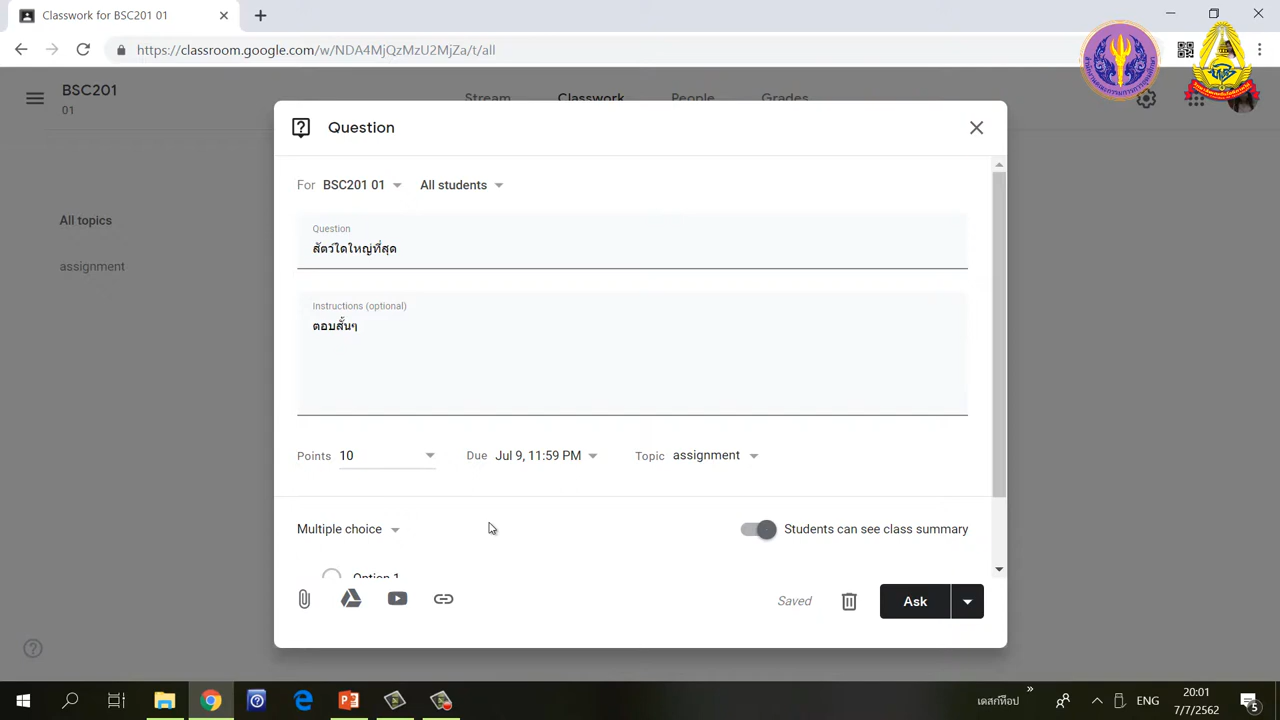 Classwork for BSC201 01
https://classroom.google.com/w/NDA4MjQzMzU2MjZa/t/all
BSC201
01
Stream Classwork People Grades
Question
For BSC201 01 All students
All topics
assignment
Question
สัตว์ใดใหญ่ที่สุด
Instructions (optional)
ตอบสั้นๆ
Points 10 Due Jul 9, 11:59 PM Topic assignment
Multiple choice Students can see class summary
Option 1
Saved Ask
เดสก์ท็อป ENG
20:01
7/7/2562
5